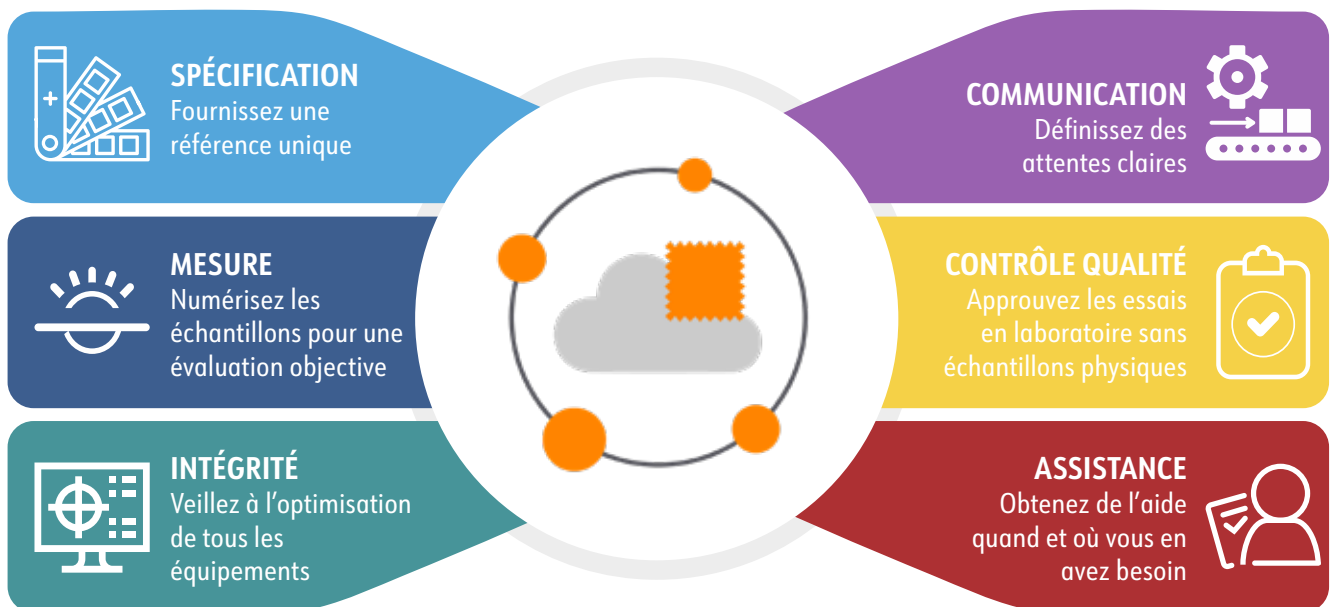 SPÉCIFICATION
Fournissez une
référence unique
MESURE
Numérisez les
échantillons pour une
évaluation objective
INTÉGRITÉ
Veillez à l’optimisation
de tous les
équipements
COMMUNICATION
Définissez des
attentes claires
CONTRÔLE QUALITÉ
Approuvez les essais
en laboratoire sans
échantillons physiques
ASSISTANCE
Obtenez de l’aide
quand et où vous en
avez besoin